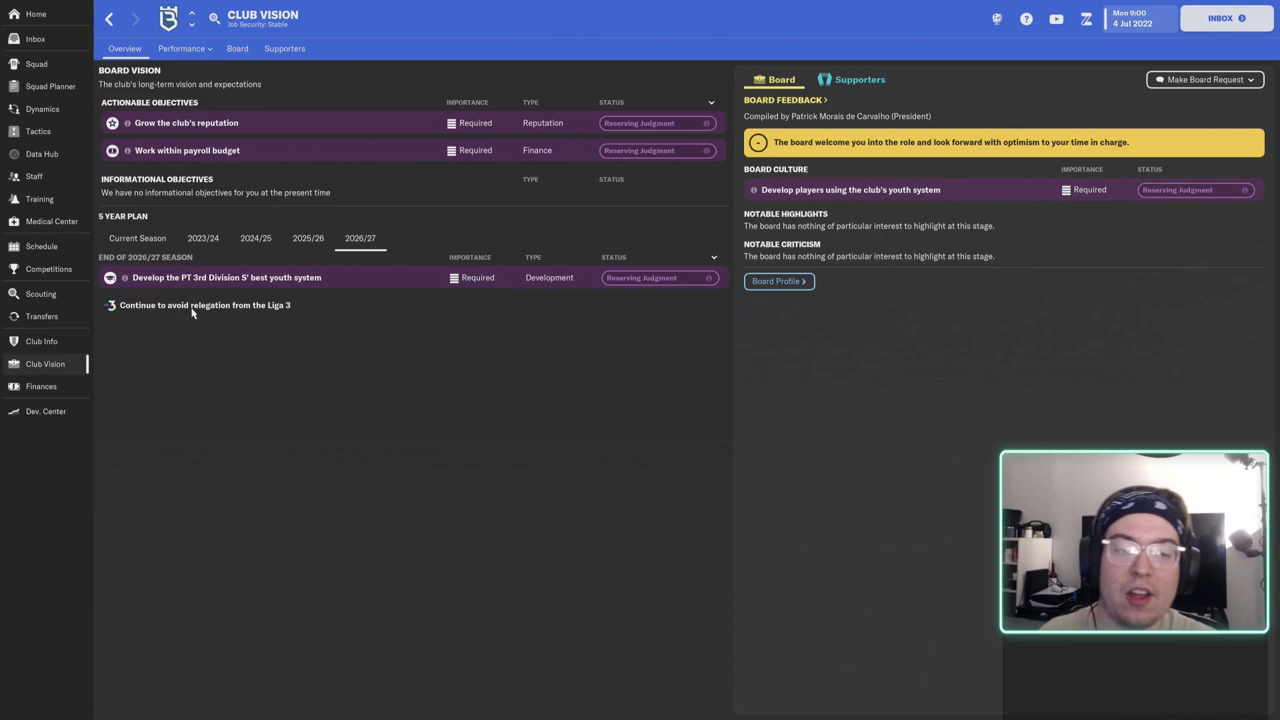 Home
Inbox
Squad
Squad Planner
Dynamics
Tactics
Data Hub
Staff
Training
Medical Center
Schedule
Competitions
Scouting
Transfers
Club Info
Club Vision
Finances
Dev. Center
CLUB VISION
Job Security: Stable
Mon 9:00
4 Jul 2022
INBOX
Overview Performance Board Supporters
BOARD VISION
The club's long-term vision and expectations
ACTIONABLE OBJECTIVES IMPORTANCE TYPE STATUS
Grow the club's reputation Required Reputation Reserving Judgment
Work within payroll budget Required Finance Reserving Judgment
INFORMATIONAL OBJECTIVES TYPE STATUS
We have no informational objectives for you at the present time
5 YEAR PLAN
Current Season 2023/24 2024/25 2025/26 2026/27
END OF 2026/27 SEASON IMPORTANCE TYPE STATUS
Develop the PT 3rd Division S' best youth system Required Development Reserving Judgment
3 Continue to avoid relegation from the Liga 3
Board Supporters Make Board Request
BOARD FEEDBACK >
Compiled by Patrick Morais de Carvalho (President)
The board welcome you into the role and look forward with optimism to your time in charge.
BOARD CULTURE IMPORTANCE STATUS
Develop players using the club's youth system Required Reserving Judgment
NOTABLE HIGHLIGHTS
The board has nothing of particular interest to highlight at this stage.
NOTABLE CRITICISM
The board has nothing of particular interest to highlight at this stage.
Board Profile >